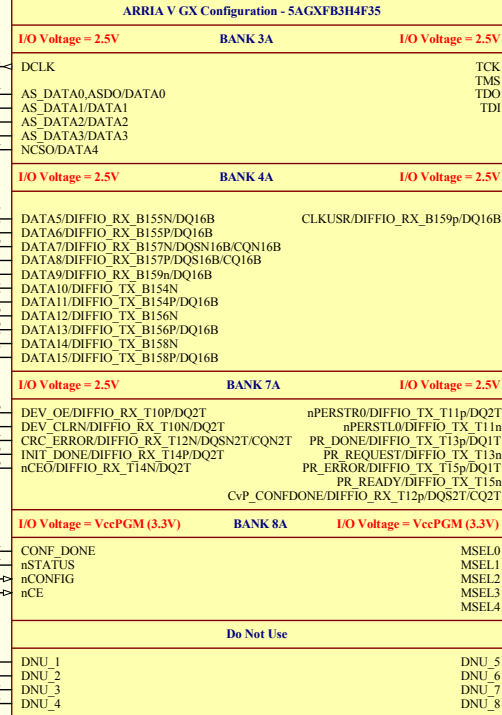 ARRIA V GX Configuration - 5AGXFB3H4F35
I/O Voltage = 2.5V BANK 3A I/O Voltage = 2.5V
DCLK TCK
TMS
AS_DATA0,ASDO/DATA0 TDO
AS_DATA1/DATA1 TDI
AS_DATA2/DATA2
AS_DATA3/DATA3
NCSO/DATA4
I/O Voltage = 2.5V BANK 4A I/O Voltage = 2.5V
DATA5/DIFFIO_RX_B155N/DQ16B CLKUSR/DIFFIO_RX_B159p/DQ16B
DATA6/DIFFIO_RX_B155P/DQ16B
DATA7/DIFFIO_RX_B157N/DQSN16B/CQN16B
DATA8/DIFFIO_RX_B157P/DQS16B/CQ16B
DATA9/DIFFIO_RX_B159n/DQ16B
DATA10/DIFFIO_TX_B154N
DATA11/DIFFIO_TX_B154P/DQ16B
DATA12/DIFFIO_TX_B156N
DATA13/DIFFIO_TX_B156P/DQ16B
DATA14/DIFFIO_TX_B158N
DATA15/DIFFIO_TX_B158P/DQ16B
I/O Voltage = 2.5V BANK 7A I/O Voltage = 2.5V
DEV_OE/DIFFIO_RX_T10P/DQ2T nPERSTR0/DIFFIO_TX_T11p/DQ2T
DEV_CLRN/DIFFIO_RX_T10N/DQ2T nPERSTL0/DIFFIO_TX_T11n
CRC_ERROR/DIFFIO_RX_T12N/DQSN2T/CQN2T PR_DONE/DIFFIO_TX_T13p/DQ1T
INIT_DONE/DIFFIO_RX_T14P/DQ2T PR_REQUEST/DIFFIO_TX_T13n
nCEO/DIFFIO_RX_T14N/DQ2T PR_ERROR/DIFFIO_TX_T15p/DQ1T
PR_READY/DIFFIO_TX_T15n
CvP_CONFDONE/DIFFIO_RX_T12p/DQS2T/CQ2T
I/O Voltage = VccPGM (3.3V) BANK 8A I/O Voltage = VccPGM (3.3V)
CONF_DONE MSEL0
nSTATUS MSEL1
nCONFIG MSEL2
nCE MSEL3
MSEL4
Do Not Use
DNU_1 DNU_5
DNU_2 DNU_6
DNU_3 DNU_7
DNU_4 DNU_8